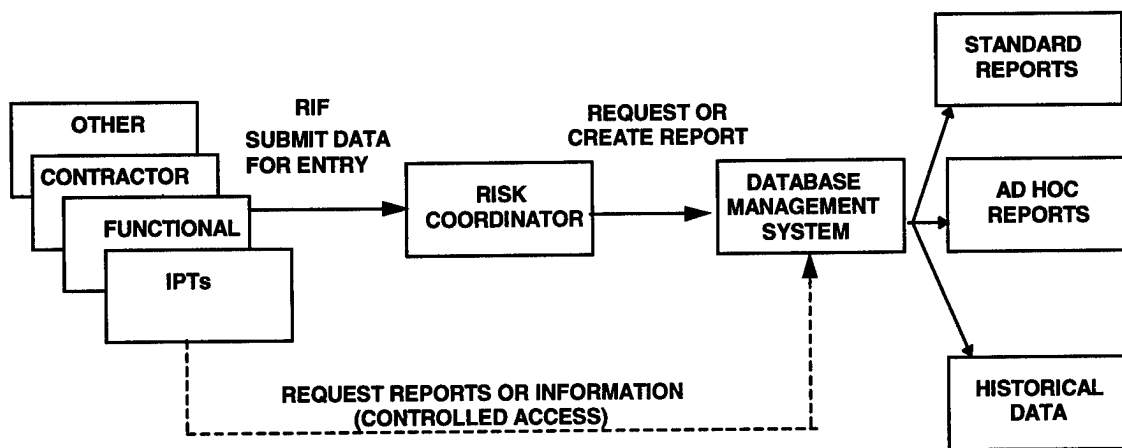 OTHER
CONTRACTOR
FUNCTIONAL
IPTs
RIF
SUBMIT DATA
FOR ENTRY
RISK
COORDINATOR
REQUEST OR
CREATE REPORT
DATABASE
MANAGEMENT
SYSTEM
STANDARD
REPORTS
AD HOC
REPORTS
HISTORICAL
DATA
REQUEST REPORTS OR INFORMATION
(CONTROLLED ACCESS)